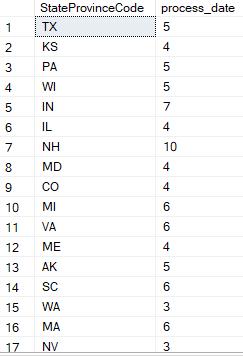 StateProvinceCode process_date
1 TX 5
2 KS 4
3 PA 5
4 WI 5
5 IN 7
6 IL 4
7 NH 10
8 MD 4
9 CO 4
10 MI 6
11 VA 6
12 ME 4
13 AK 5
14 SC 6
15 WA 3
16 MA 6
17 NV 3